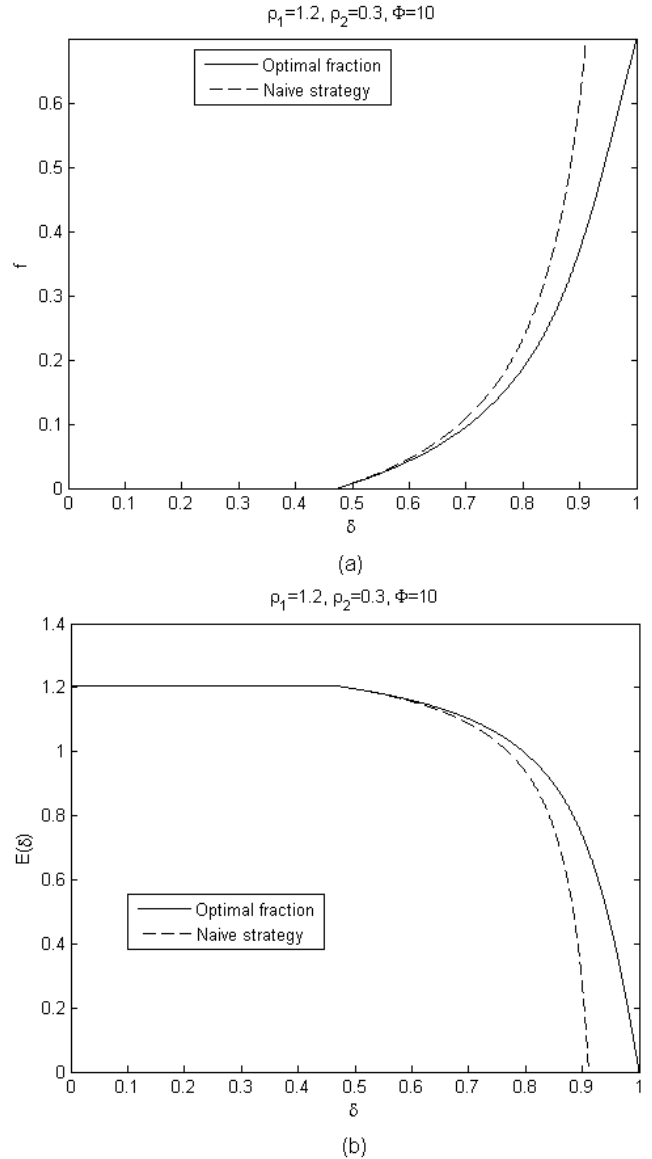 ρ₁=1.2, ρ₂=0.3, Φ=10
Optimal fraction
Naive strategy
0.6
0.5
0.4
0.3
0.2
0.1
0
f
0 0.1 0.2 0.3 0.4 0.5 0.6 0.7 0.8 0.9 1
δ
(a)
ρ₁=1.2, ρ₂=0.3, Φ=10
1.4
1.2
1
0.8
0.6
0.4
0.2
0
E(δ)
Optimal fraction
Naive strategy
0 0.1 0.2 0.3 0.4 0.5 0.6 0.7 0.8 0.9 1
δ
(b)